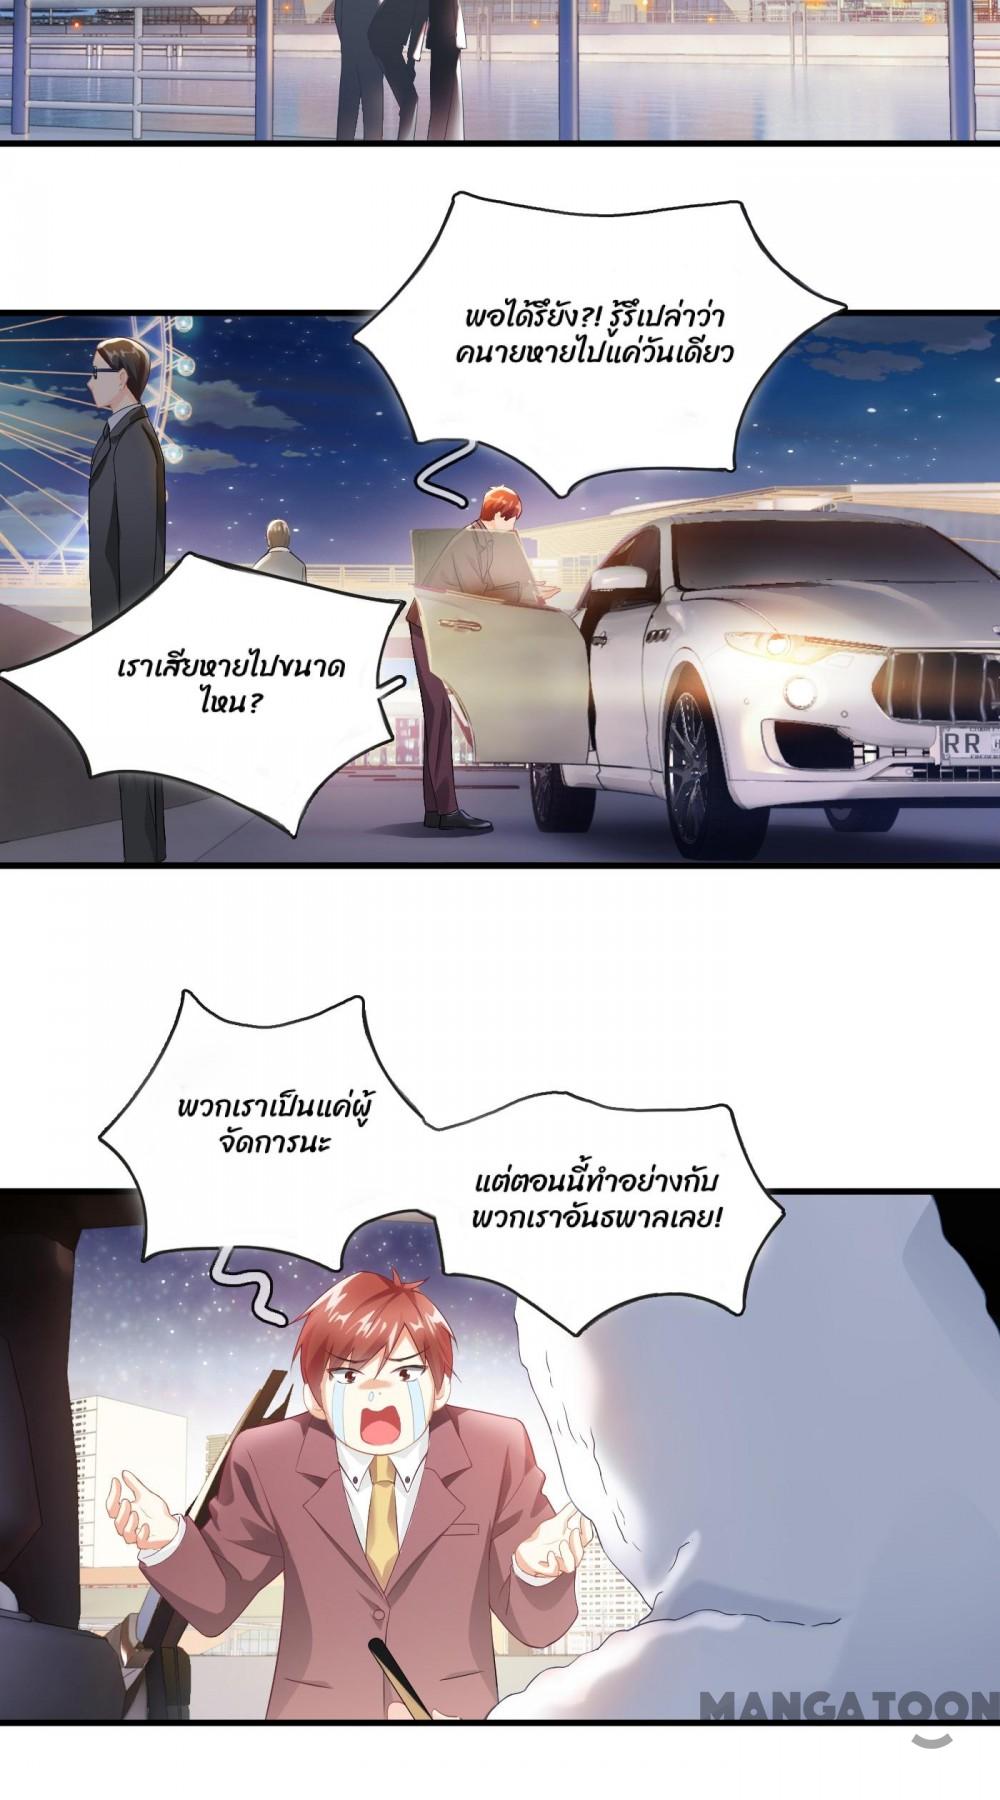 พอได้รึยัง?! รู้รึเปล่าว่า
คนายหายไปแค่วันเดียว
เราเสียหายไปขนาด
ไหน?
RR
พวกเราเป็นแค่ผู้
จัดการนะ
แต่ตอนนี้ทำอย่างกับ
พวกเราอันธพาลเลย!
MANGATOON